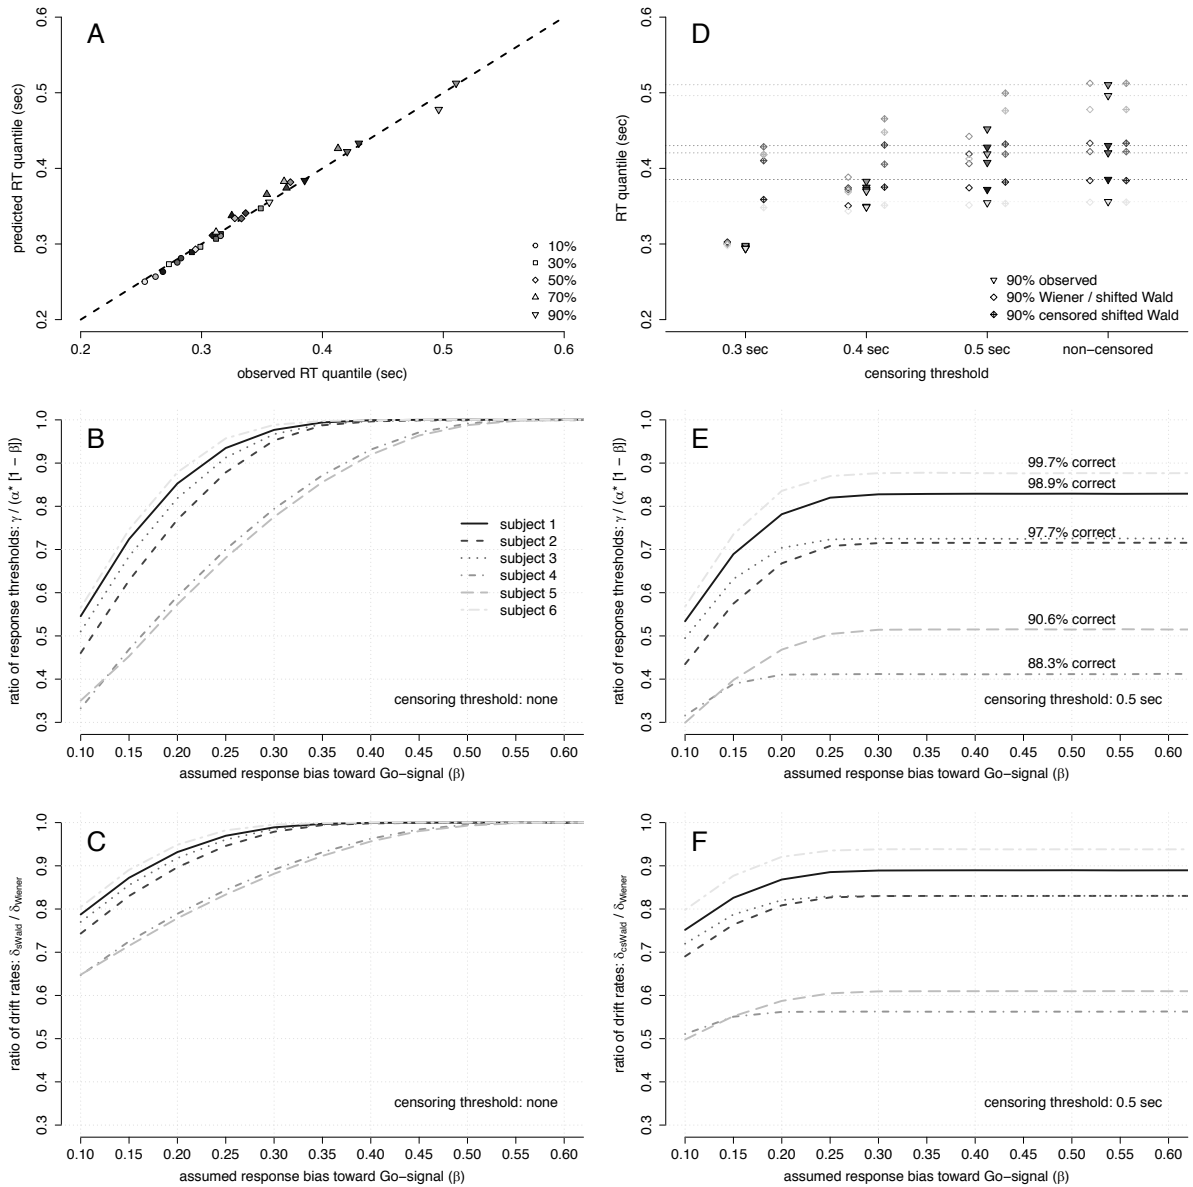 A
predicted RT quantile (sec)
0.6
0.5
0.4
0.3
0.2
10%
30%
50%
70%
90%
0.2 0.3 0.4 0.5 0.6
observed RT quantile (sec)
D
RT quantile (sec)
0.6
0.5
0.4
0.3
0.2
90% observed
90% Wiener / shifted Wald
90% censored shifted Wald
0.3 sec 0.4 sec 0.5 sec non−censored
censoring threshold
B
ratio of response thresholds: γ / (α* [1 − β])
1.0
0.9
0.8
0.7
0.6
0.5
0.4
0.3
subject 1
subject 2
subject 3
subject 4
subject 5
subject 6
censoring threshold: none
0.10 0.15 0.20 0.25 0.30 0.35 0.40 0.45 0.50 0.55 0.60
assumed response bias toward Go−signal (β)
E
ratio of response thresholds: γ / (α* [1 − β])
1.0
0.9
0.8
0.7
0.6
0.5
0.4
0.3
99.7% correct
98.9% correct
97.7% correct
90.6% correct
88.3% correct
censoring threshold: 0.5 sec
0.10 0.15 0.20 0.25 0.30 0.35 0.40 0.45 0.50 0.55 0.60
assumed response bias toward Go−signal (β)
C
ratio of drift rates: δsWald / δWiener
1.0
0.9
0.8
0.7
0.6
0.5
0.4
0.3
censoring threshold: none
0.10 0.15 0.20 0.25 0.30 0.35 0.40 0.45 0.50 0.55 0.60
assumed response bias toward Go−signal (β)
F
ratio of drift rates: δcsWald / δWiener
1.0
0.9
0.8
0.7
0.6
0.5
0.4
0.3
censoring threshold: 0.5 sec
0.10 0.15 0.20 0.25 0.30 0.35 0.40 0.45 0.50 0.55 0.60
assumed response bias toward Go−signal (β)